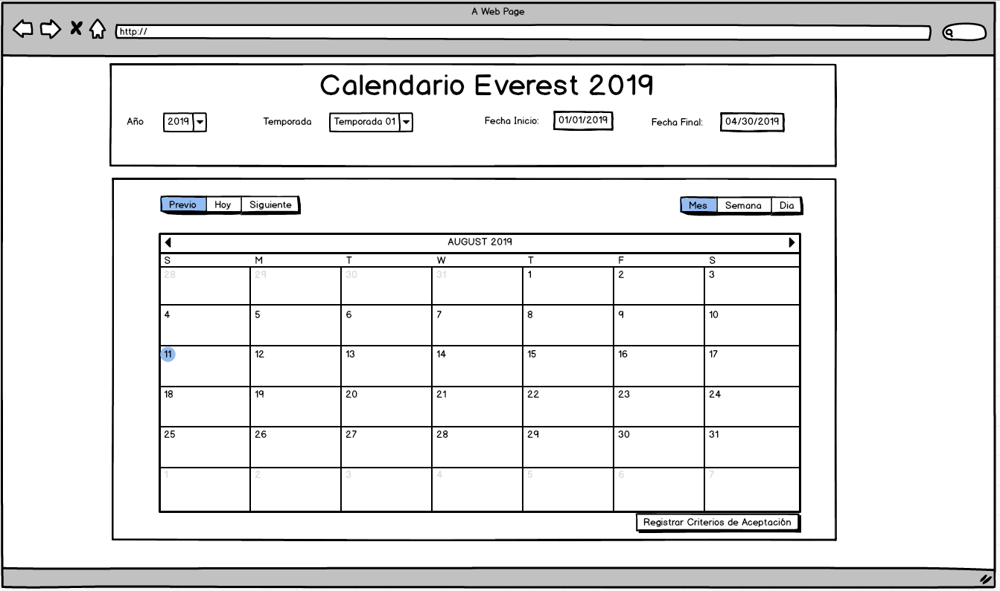 A Web Page
http://
Calendario Everest 2019
Año 2019 Temporada Temporada 01 Fecha Inicio: 01/01/2019 Fecha Final: 04/30/2019
Previo Hoy Siguiente Mes Semana Dia
AUGUST 2019
S M T W T F S
28 29 30 31 1 2 3
4 5 6 7 8 9 10
11 12 13 14 15 16 17
18 19 20 21 22 23 24
25 26 27 28 29 30 31
1 2 3 4 5 6 7
Registrar Criterios de Aceptación